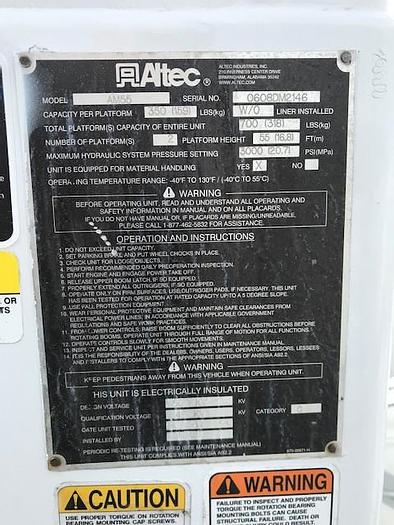 Altec
ALTEC INDUSTRIES, INC.
210 INVERNESS CENTER DRIVE
BIRMINGHAM, ALABAMA 35242
MODEL AM55 SERIAL NO. 0608DM2146
CAPACITY PER PLATFORM 350 (159) LBS(kg) W/O LINER INSTALLED
TOTAL PLATFORM(S) CAPACITY OF ENTIRE UNIT 700 (318) LBS(kg)
NUMBER OF PLATFORM(S) 2 PLATFORM HEIGHT 55 (16.8) FT(m)
MAXIMUM HYDRAULIC SYSTEM PRESSURE SETTING 3000 (20.7) PSI(MPa)
UNIT IS EQUIPPED FOR MATERIAL HANDLING YES X NO
OPERATING TEMPERATURE RANGE: -40°F TO 130°F / (-40°C TO 55°C)
WARNING
BEFORE OPERATING UNIT, READ AND UNDERSTAND ALL OPERATING AND
SAFETY INFORMATION IN MANUAL AND ON ALL PLACARDS.
IF YOU DO NOT HAVE MANUAL, OR IF PLACARDS ARE MISSING/UNREADABLE,
PLEASE CALL 1-877-462-5832 FOR ASSISTANCE.
OPERATION AND INSTRUCTIONS
1. DO NOT EXCEED CAPACITY.
2. SET PARKING BRAKE AND PUT WHEEL CHOCKS IN PLACE.
3. CHECK UNIT FOR LOOSE OBJECTS.
4. PERFORM RECOMMENDED DAILY PREOPERATION INSPECTION.
5. START ENGINE AND ENGAGE POWER TAKE OFF.
6. RELEASE UPPER BOOM LATCH, IF SO EQUIPPED.
7. PROPERLY EXTEND ALL OUTRIGGERS, IF SO EQUIPPED.
8. OPERATE ON FIRM SURFACES, USE OUTRIGGER PADS, IF NECESSARY. THIS UNIT
HAS BEEN TESTED FOR OPERATION AT RATED CAPACITY UP TO A 5 DEGREE SLOPE.
9. USE FALL PROTECTION EQUIPMENT.
10. WEAR PERSONAL PROTECTIVE EQUIPMENT AND MAINTAIN SAFE CLEARANCES FROM
ELECTRICAL POWER LINES, IN ACCORDANCE WITH APPLICABLE GOVERNMENT
REGULATIONS AND SAFE WORK PRACTICES.
11. FROM LOWER CONTROLS, RAISE BOOM SUFFICIENTLY TO CLEAR ALL OBSTRUCTIONS BEFORE
ROTATING BOOMS. OPERATE UNIT THROUGH FULL RANGE OF MOTION FOR ALL FUNCTIONS.
12. OPERATE CONTROLS SLOWLY, FOR SMOOTH MOVEMENTS.
13. INSPECT AND SERVICE UNIT PER INSTRUCTIONS GIVEN IN MAINTENANCE MANUAL.
14. IT IS THE RESPONSIBILITY OF THE DEALERS, OWNERS, USERS, OPERATORS, LESSORS, LESSEES
AND INSTALLERS TO COMPLY WITH THE APPROPRIATE SECTIONS OF ANSI/SIA A92.2.
WARNING
KEEP PEDESTRIANS AWAY FROM THIS VEHICLE WHEN OPERATING UNIT.
THIS UNIT IS ELECTRICALLY INSULATED
DESIGN VOLTAGE KV
QUALIFICATION VOLTAGE KV CATEGORY C
DATE UNIT TESTED
INSTALLED BY
PERIODIC RE-TESTING IS REQUIRED (SEE MAINTENANCE MANUAL)
THIS UNIT COMPLIES WITH ANSI/SIA A92.2
OR
TS
CAUTION
USE PROPER TORQUE ON ROTATION
BEARING MOUNTING CAP SCREWS.
WARNING
FAILURE TO INSPECT AND PROPERLY
TORQUE THE ROTATION BEARING
MOUNTING BOLTS CAN CAUSE
STRUCTURAL FAILURE. DEATH OR